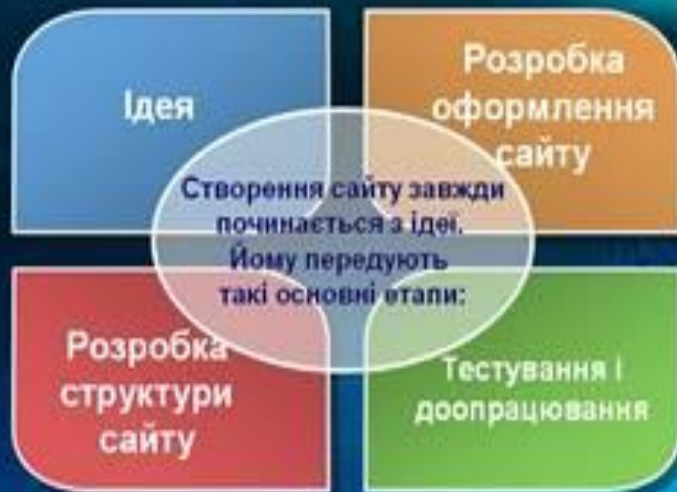 Ідея
Розробка
оформлення
сайту
Створення сайту завжди
починається з ідеї.
Йому передують
такі основні етапи:
Розробка
структури
сайту
Тестування і
доопрацювання